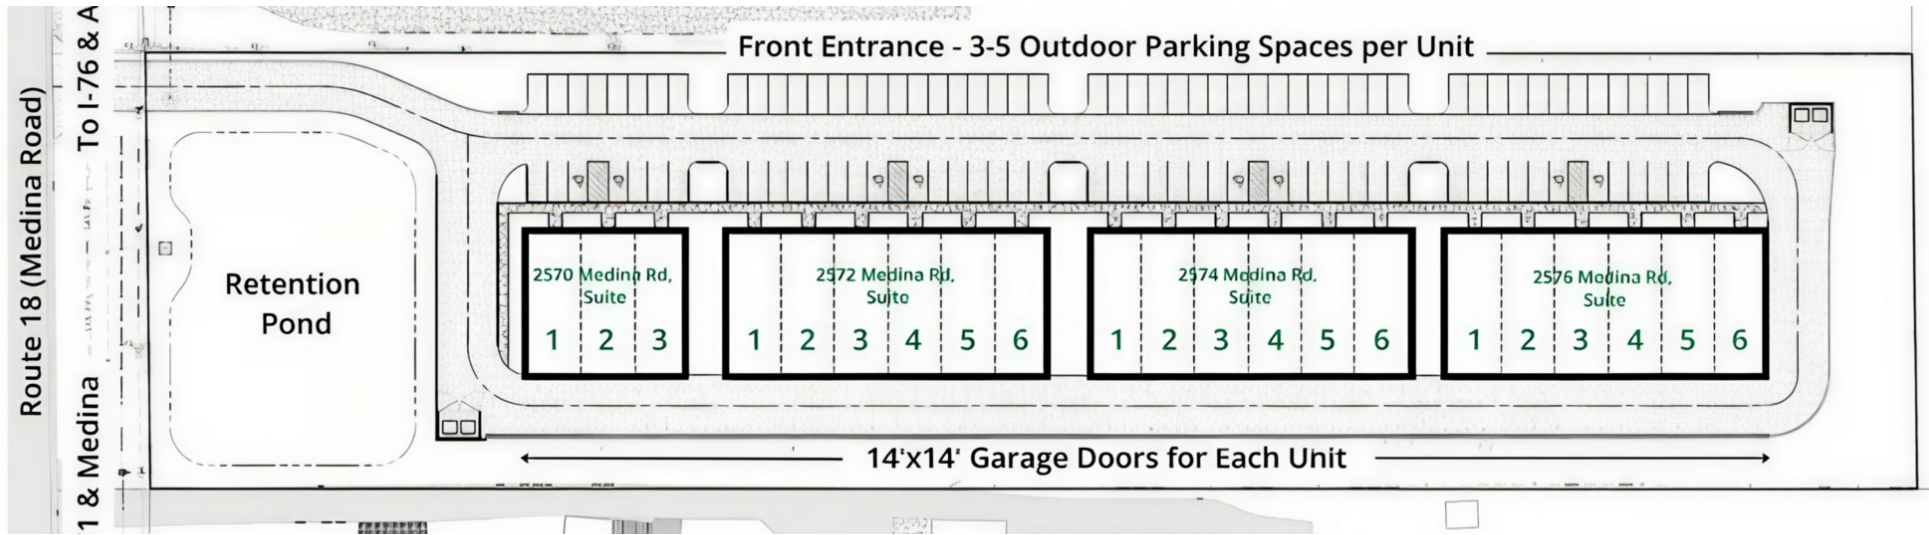 Front Entrance - 3-5 Outdoor Parking Spaces per Unit
Route 18 (Medina Road)
To I-76 & A
71 & Medina
Retention
Pond
2570 Medina Rd,
Suite
1 2 3
2572 Medina Rd,
Suite
1 2 3 4 5 6
2574 Medina Rd.
Suite
1 2 3 4 5 6
2576 Medina Rd,
Suite
1 2 3 4 5 6
14'x14' Garage Doors for Each Unit